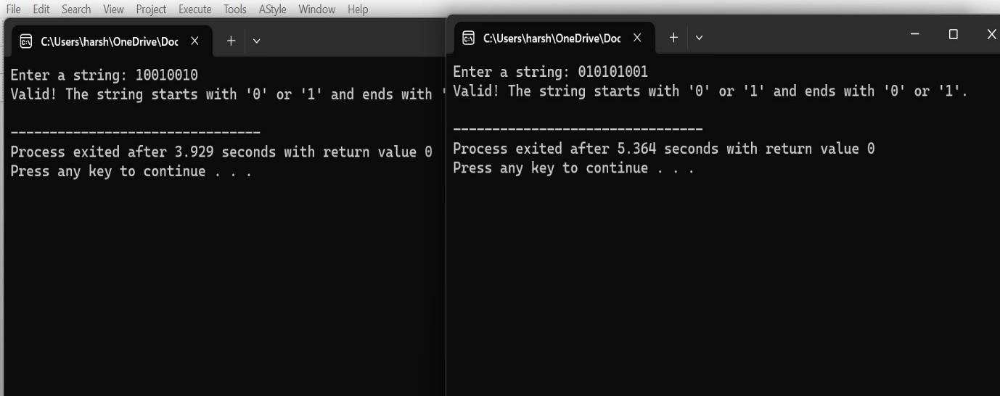 File Edit Search View Project Execute Tools AStyle Window Help
C:\Users\harsh\OneDrive\Doc
Enter a string: 10010010
Valid! The string starts with '0' or '1' and ends with '
--------------------------------
Process exited after 3.929 seconds with return value 0
Press any key to continue . . .
C:\Users\harsh\OneDrive\Doc
Enter a string: 010101001
Valid! The string starts with '0' or '1' and ends with '0' or '1'.
--------------------------------
Process exited after 5.364 seconds with return value 0
Press any key to continue . . .